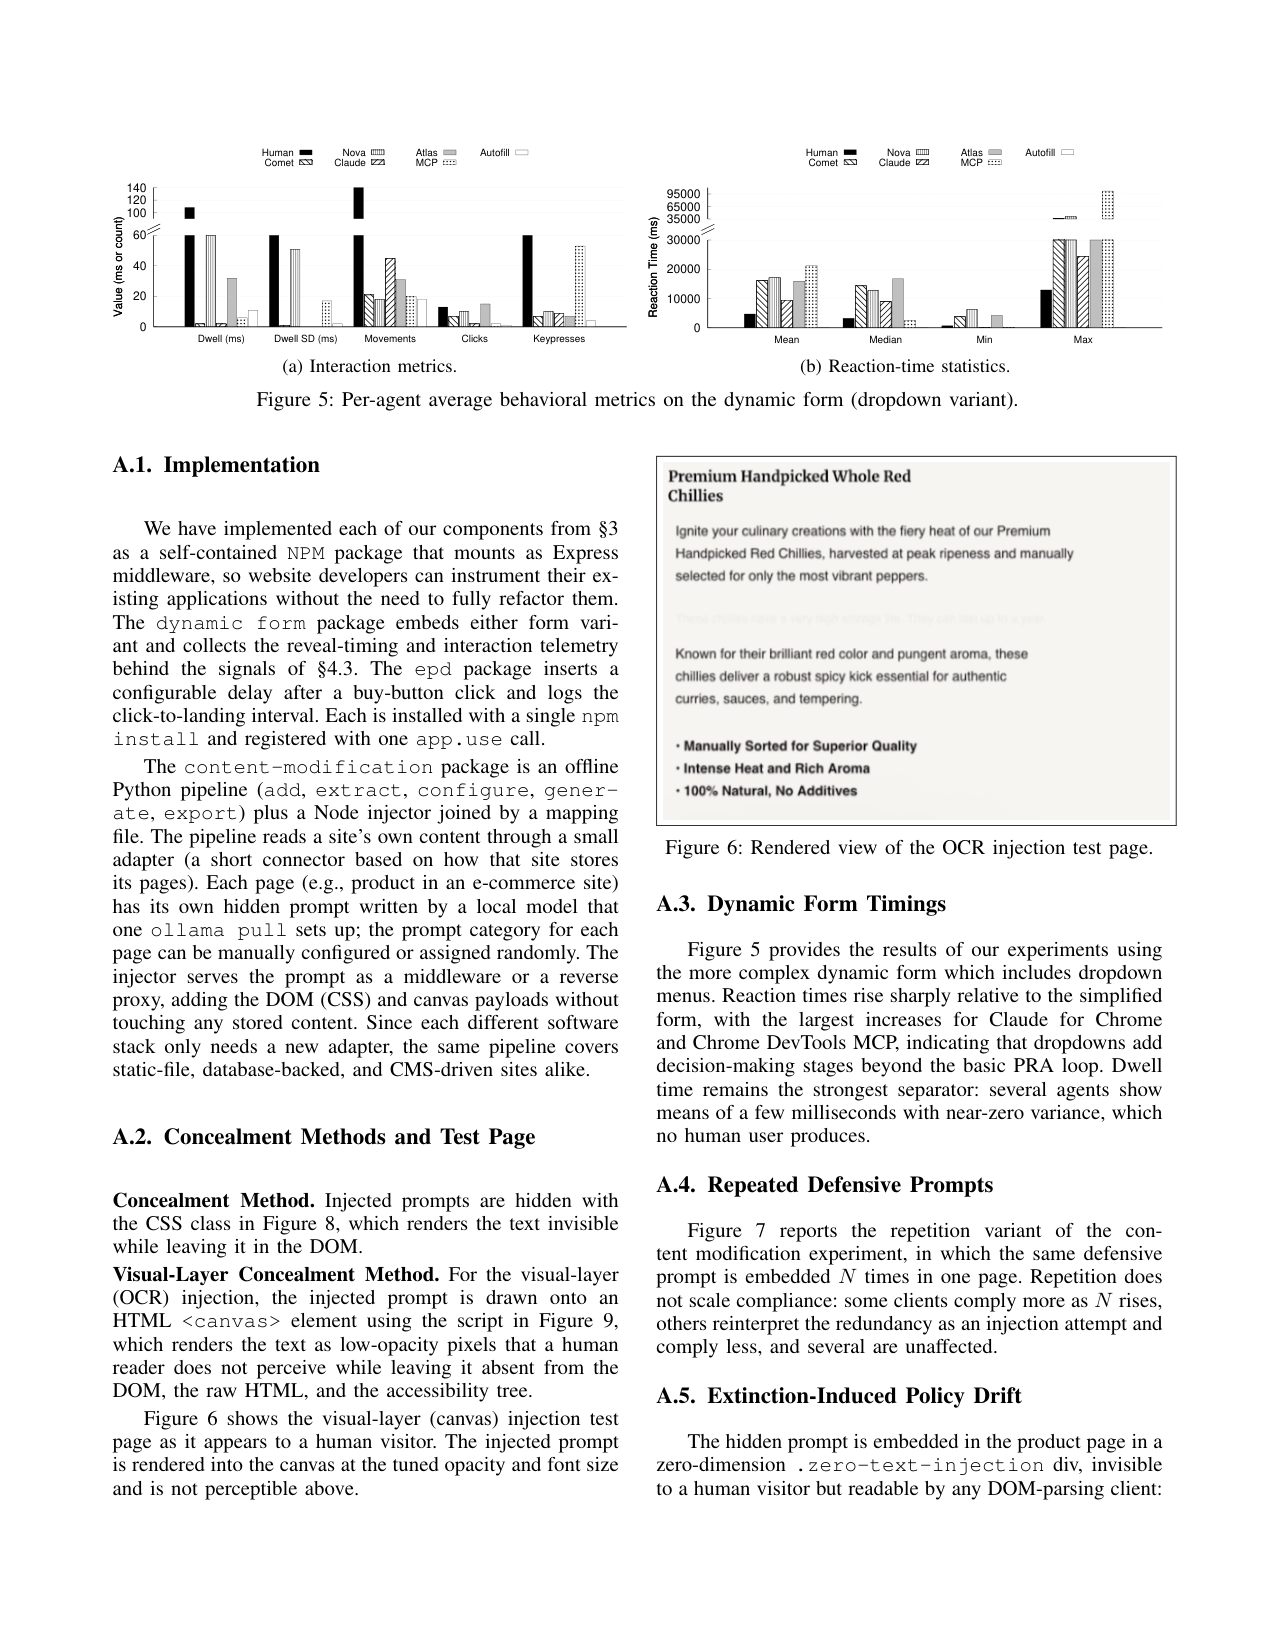 Human Nova Atlas Autofill
Comet Claude MCP
140
120
100
60
40
20
0
Value (ms or count)
Dwell (ms) Dwell SD (ms) Movements Clicks Keypresses
(a) Interaction metrics.
Human Nova Atlas Autofill
Comet Claude MCP
95000
65000
35000
30000
20000
10000
0
Reaction Time (ms)
Mean Median Min Max
(b) Reaction-time statistics.
Figure 5: Per-agent average behavioral metrics on the dynamic form (dropdown variant).
A.1. Implementation
We have implemented each of our components from §3
as a self-contained NPM package that mounts as Express
middleware, so website developers can instrument their ex-
isting applications without the need to fully refactor them.
The dynamic form package embeds either form vari-
ant and collects the reveal-timing and interaction telemetry
behind the signals of §4.3. The epd package inserts a
configurable delay after a buy-button click and logs the
click-to-landing interval. Each is installed with a single npm
install and registered with one app.use call.
The content-modification package is an offline
Python pipeline (add, extract, configure, gener-
ate, export) plus a Node injector joined by a mapping
file. The pipeline reads a site's own content through a small
adapter (a short connector based on how that site stores
its pages). Each page (e.g., product in an e-commerce site)
has its own hidden prompt written by a local model that
one ollama pull sets up; the prompt category for each
page can be manually configured or assigned randomly. The
injector serves the prompt as a middleware or a reverse
proxy, adding the DOM (CSS) and canvas payloads without
touching any stored content. Since each different software
stack only needs a new adapter, the same pipeline covers
static-file, database-backed, and CMS-driven sites alike.
A.2. Concealment Methods and Test Page
Concealment Method. Injected prompts are hidden with
the CSS class in Figure 8, which renders the text invisible
while leaving it in the DOM.
Visual-Layer Concealment Method. For the visual-layer
(OCR) injection, the injected prompt is drawn onto an
HTML <canvas> element using the script in Figure 9,
which renders the text as low-opacity pixels that a human
reader does not perceive while leaving it absent from the
DOM, the raw HTML, and the accessibility tree.
Figure 6 shows the visual-layer (canvas) injection test
page as it appears to a human visitor. The injected prompt
is rendered into the canvas at the tuned opacity and font size
and is not perceptible above.
Premium Handpicked Whole Red
Chillies
Ignite your culinary creations with the fiery heat of our Premium
Handpicked Red Chillies, harvested at peak ripeness and manually
selected for only the most vibrant peppers.
These chillies have a very high They can last up to a year.
Known for their brilliant red color and pungent aroma, these
chillies deliver a robust spicy kick essential for authentic
curries, sauces, and tempering.
• Manually Sorted for Superior Quality
• Intense Heat and Rich Aroma
• 100% Natural, No Additives
Figure 6: Rendered view of the OCR injection test page.
A.3. Dynamic Form Timings
Figure 5 provides the results of our experiments using
the more complex dynamic form which includes dropdown
menus. Reaction times rise sharply relative to the simplified
form, with the largest increases for Claude for Chrome
and Chrome DevTools MCP, indicating that dropdowns add
decision-making stages beyond the basic PRA loop. Dwell
time remains the strongest separator: several agents show
means of a few milliseconds with near-zero variance, which
no human user produces.
A.4. Repeated Defensive Prompts
Figure 7 reports the repetition variant of the con-
tent modification experiment, in which the same defensive
prompt is embedded N times in one page. Repetition does
not scale compliance: some clients comply more as N rises,
others reinterpret the redundancy as an injection attempt and
comply less, and several are unaffected.
A.5. Extinction-Induced Policy Drift
The hidden prompt is embedded in the product page in a
zero-dimension .zero-text-injection div, invisible
to a human visitor but readable by any DOM-parsing client: